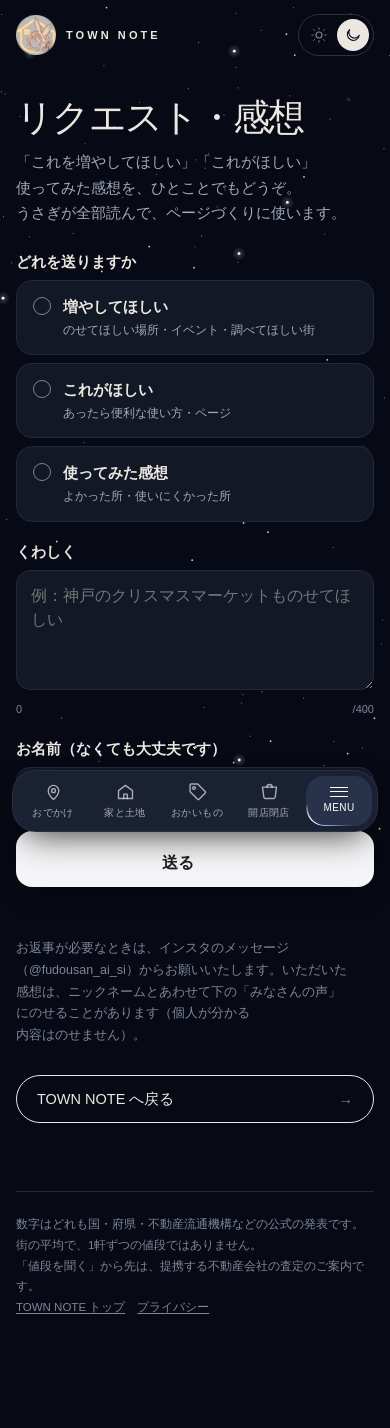 TOWN NOTE
リクエスト・感想
「これを増やしてほしい」「これがほしい」
使ってみた感想を、ひとことでもどうぞ。
うさぎが全部読んで、ページづくりに使います。
どれを送りますか
増やしてほしい
のせてほしい場所・イベント・調べてほしい街
これがほしい
あったら便利な使い方・ページ
使ってみた感想
よかった所・使いにくかった所
くわしく
例：神戸のクリスマスマーケットものせてほ
しい
0 /400
お名前（なくても大丈夫です）
おでかけ 家と土地 おかいもの 開店閉店 MENU
送る
お返事が必要なときは、インスタのメッセージ
（@fudousan_ai_si）からお願いいたします。いただいた
感想は、ニックネームとあわせて下の「みなさんの声」
にのせることがあります（個人が分かる
内容はのせません）。
TOWN NOTE へ戻る →
数字はどれも国・府県・不動産流通機構などの公式の発表です。
街の平均で、1軒ずつの値段ではありません。
「値段を聞く」から先は、提携する不動産会社の査定のご案内で
す。
TOWN NOTE トップ プライバシー